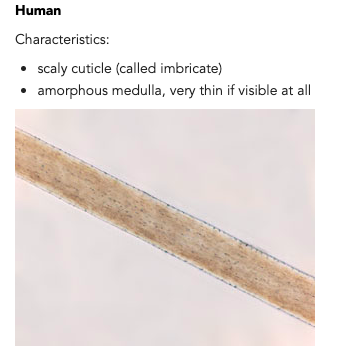 Human
Characteristics:
• scaly cuticle (called imbricate)
• amorphous medulla, very thin if visible at all